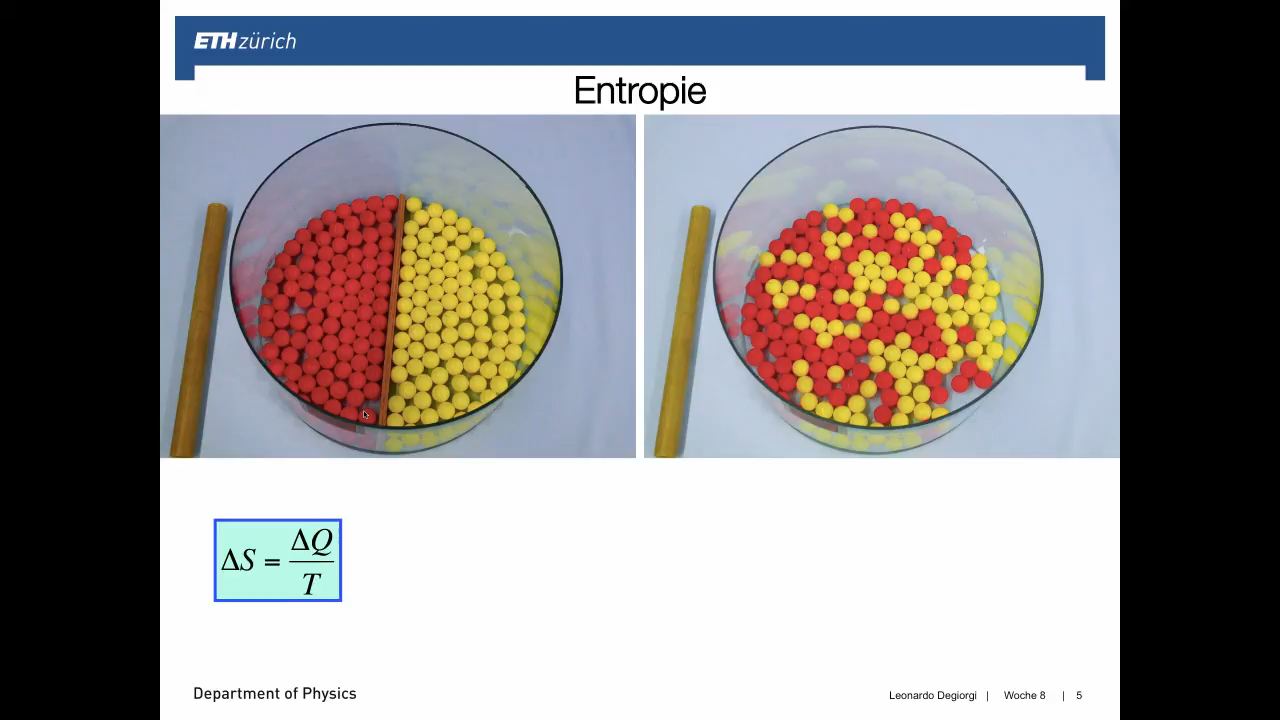 ETH zürich
Entropie
ΔS = ΔQ / T
Department of Physics
Leonardo Degiorgi | Woche 8 | 5